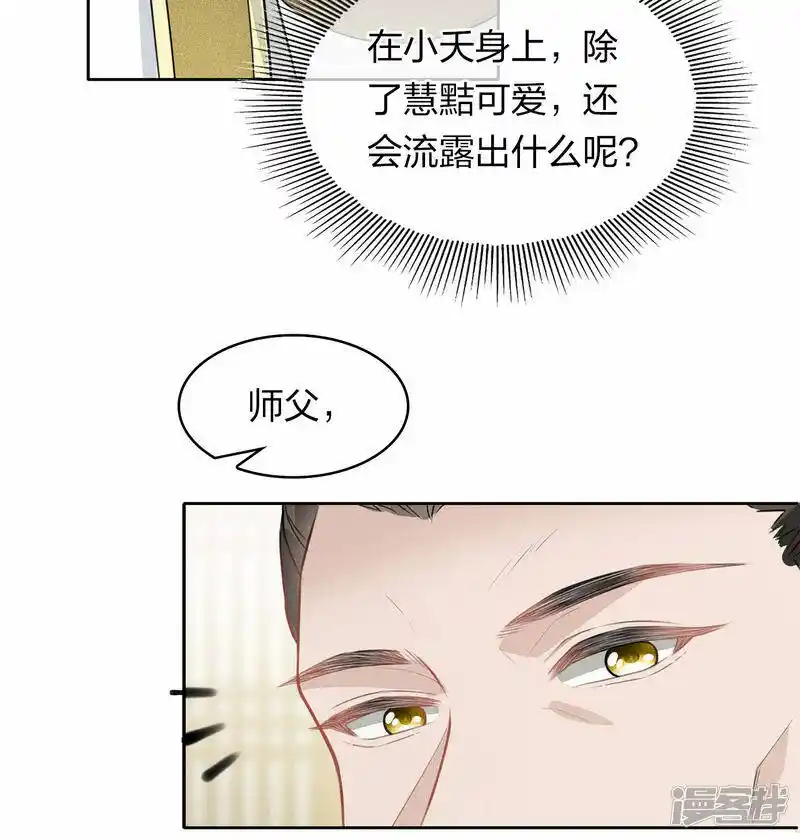 在小夭身上，除
了慧黠可爱，还
会流露出什么呢？
师父，
漫客栈